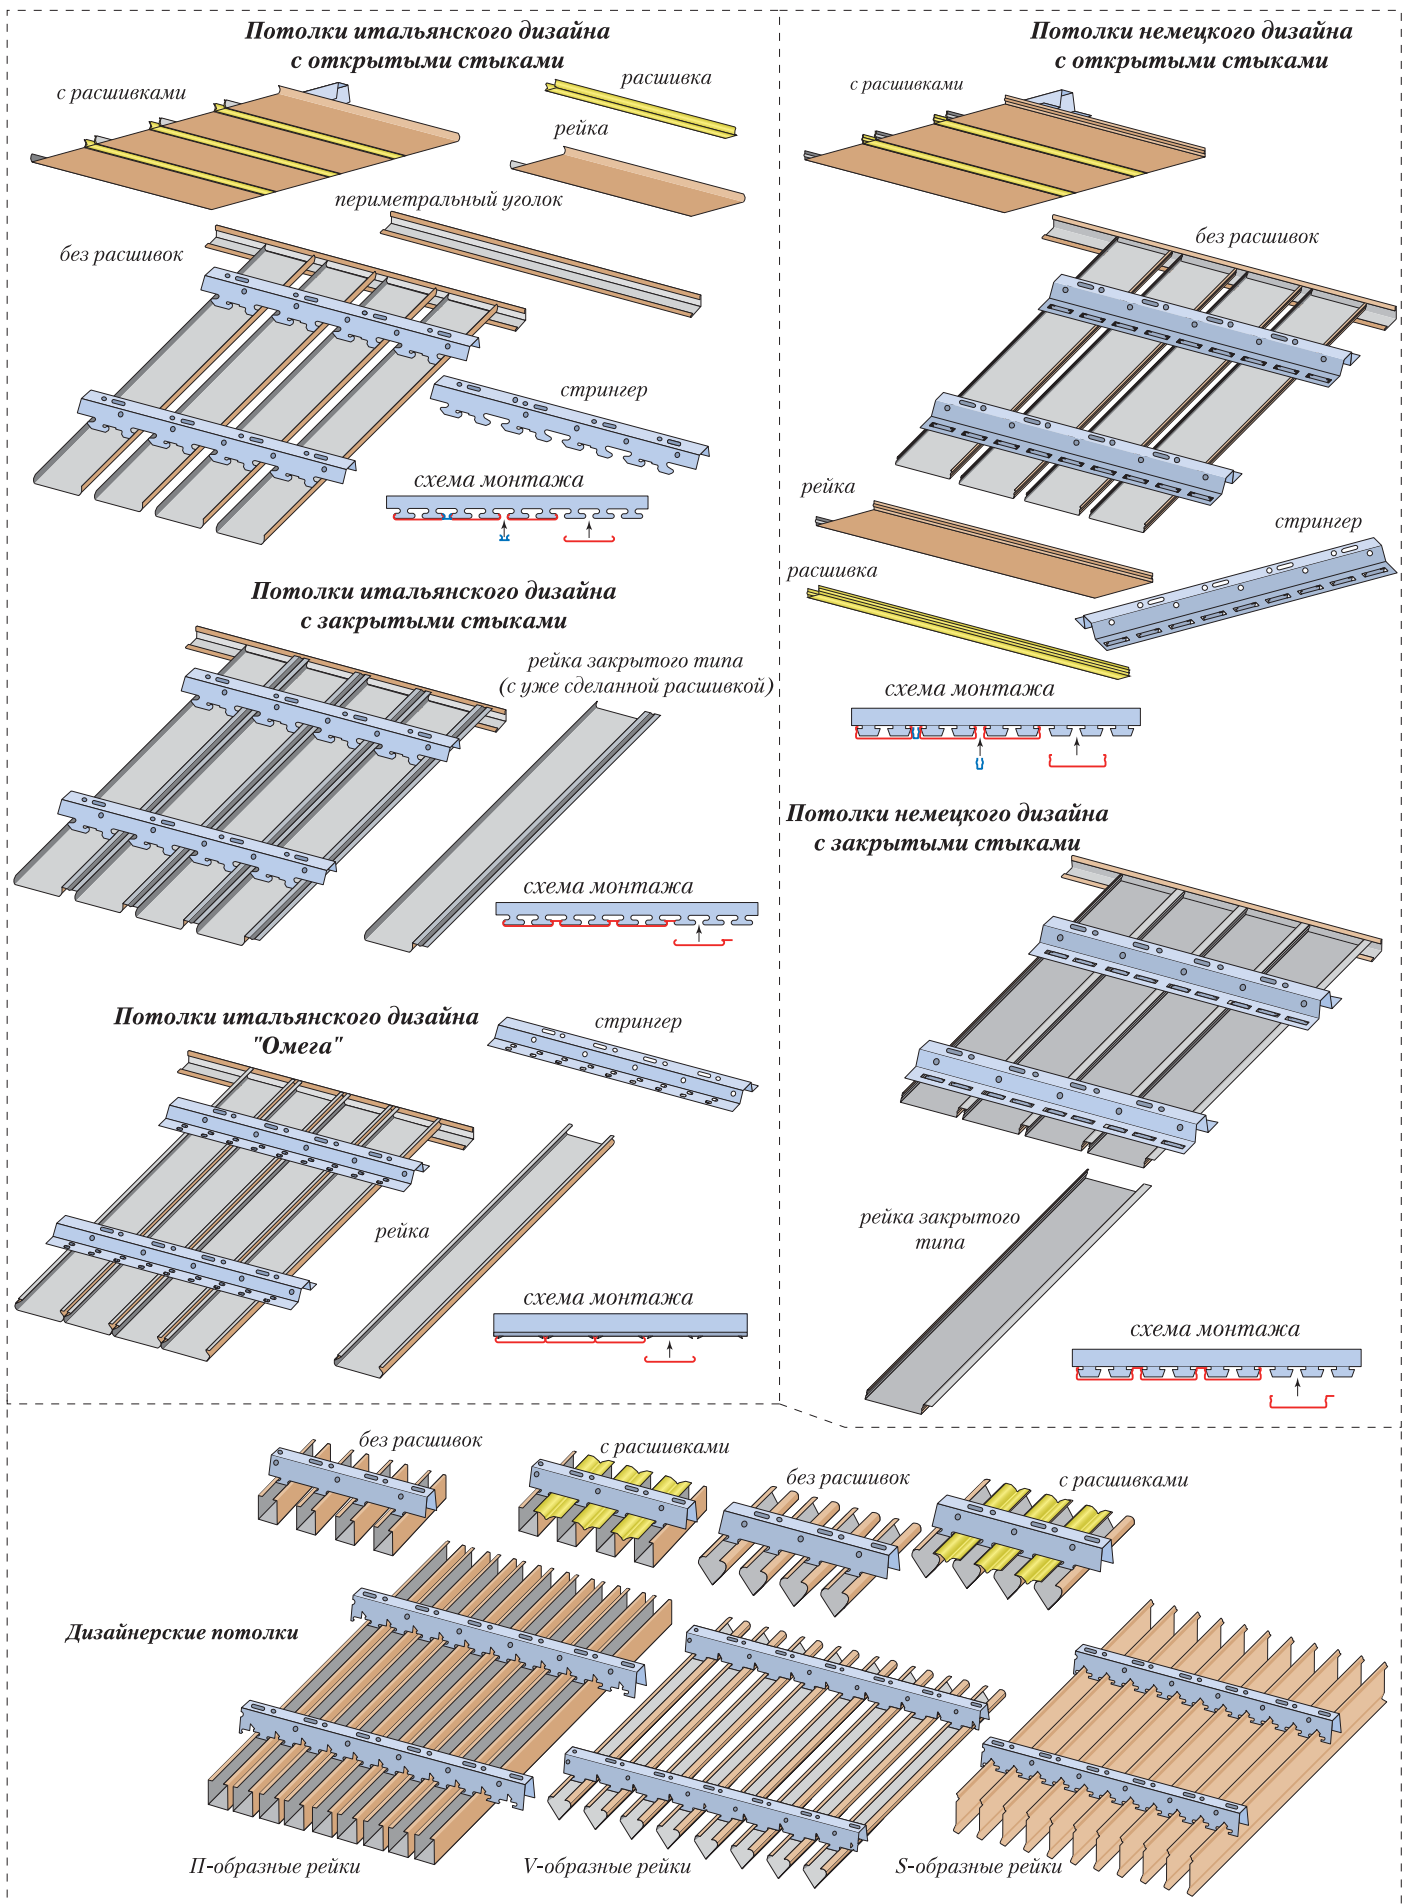 Потолки итальянского дизайна
с открытыми стыками
с расшивками
расшивка
рейка
периметральный уголок
без расшивок
стрингер
схема монтажа
Потолки итальянского дизайна
с закрытыми стыками
рейка закрытого типа
(с уже сделанной расшивкой)
схема монтажа
Потолки итальянского дизайна
"Омега"
стрингер
рейка
схема монтажа
Потолки немецкого дизайна
с открытыми стыками
с расшивками
без расшивок
рейка
стрингер
расшивка
схема монтажа
Потолки немецкого дизайна
с закрытыми стыками
рейка закрытого
типа
схема монтажа
без расшивок
с расшивками
без расшивок
с расшивками
Дизайнерские потолки
П-образные рейки
V-образные рейки
S-образные рейки